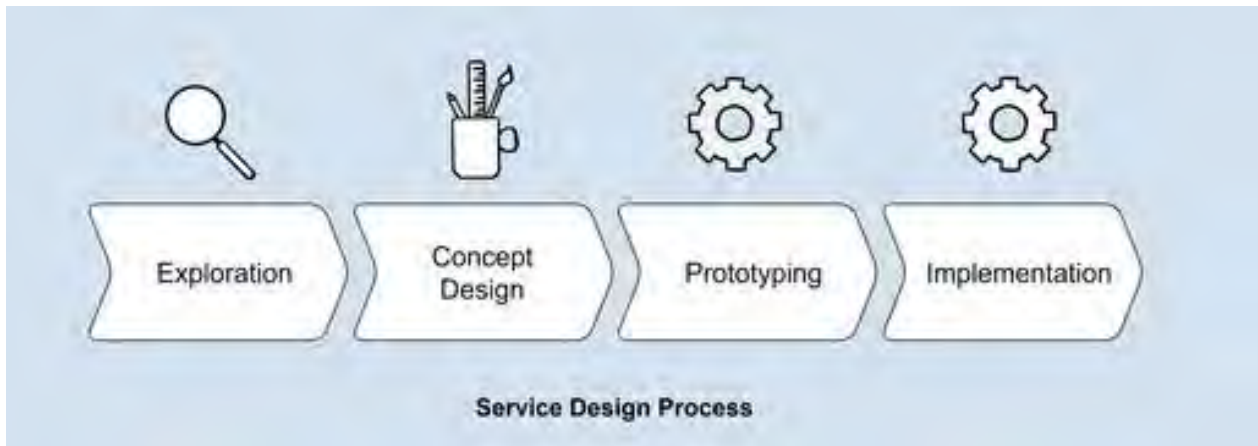 Exploration
Concept
Design
Prototyping
Implementation
Service Design Process